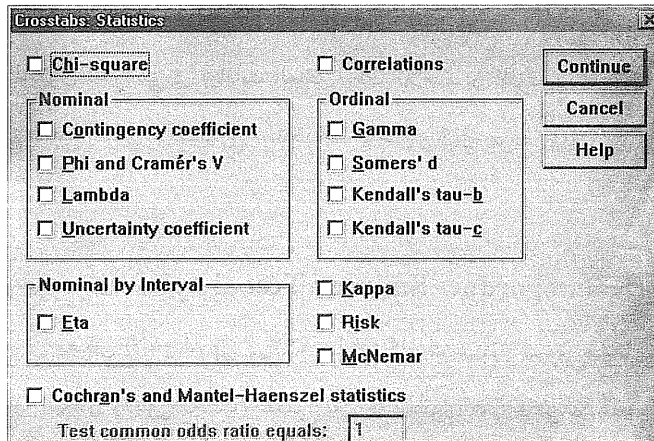 Crosstabs: Statistics
Chi-square
Correlations
Continue
Nominal
Ordinal
Cancel
Contingency coefficient
Gamma
Help
Phi and Cramér's V
Somers' d
Lambda
Kendall's tau-b
Uncertainty coefficient
Kendall's tau-c
Nominal by Interval
Kappa
Eta
Risk
McNemar
Cochran's and Mantel-Haenszel statistics
Test common odds ratio equals: 1